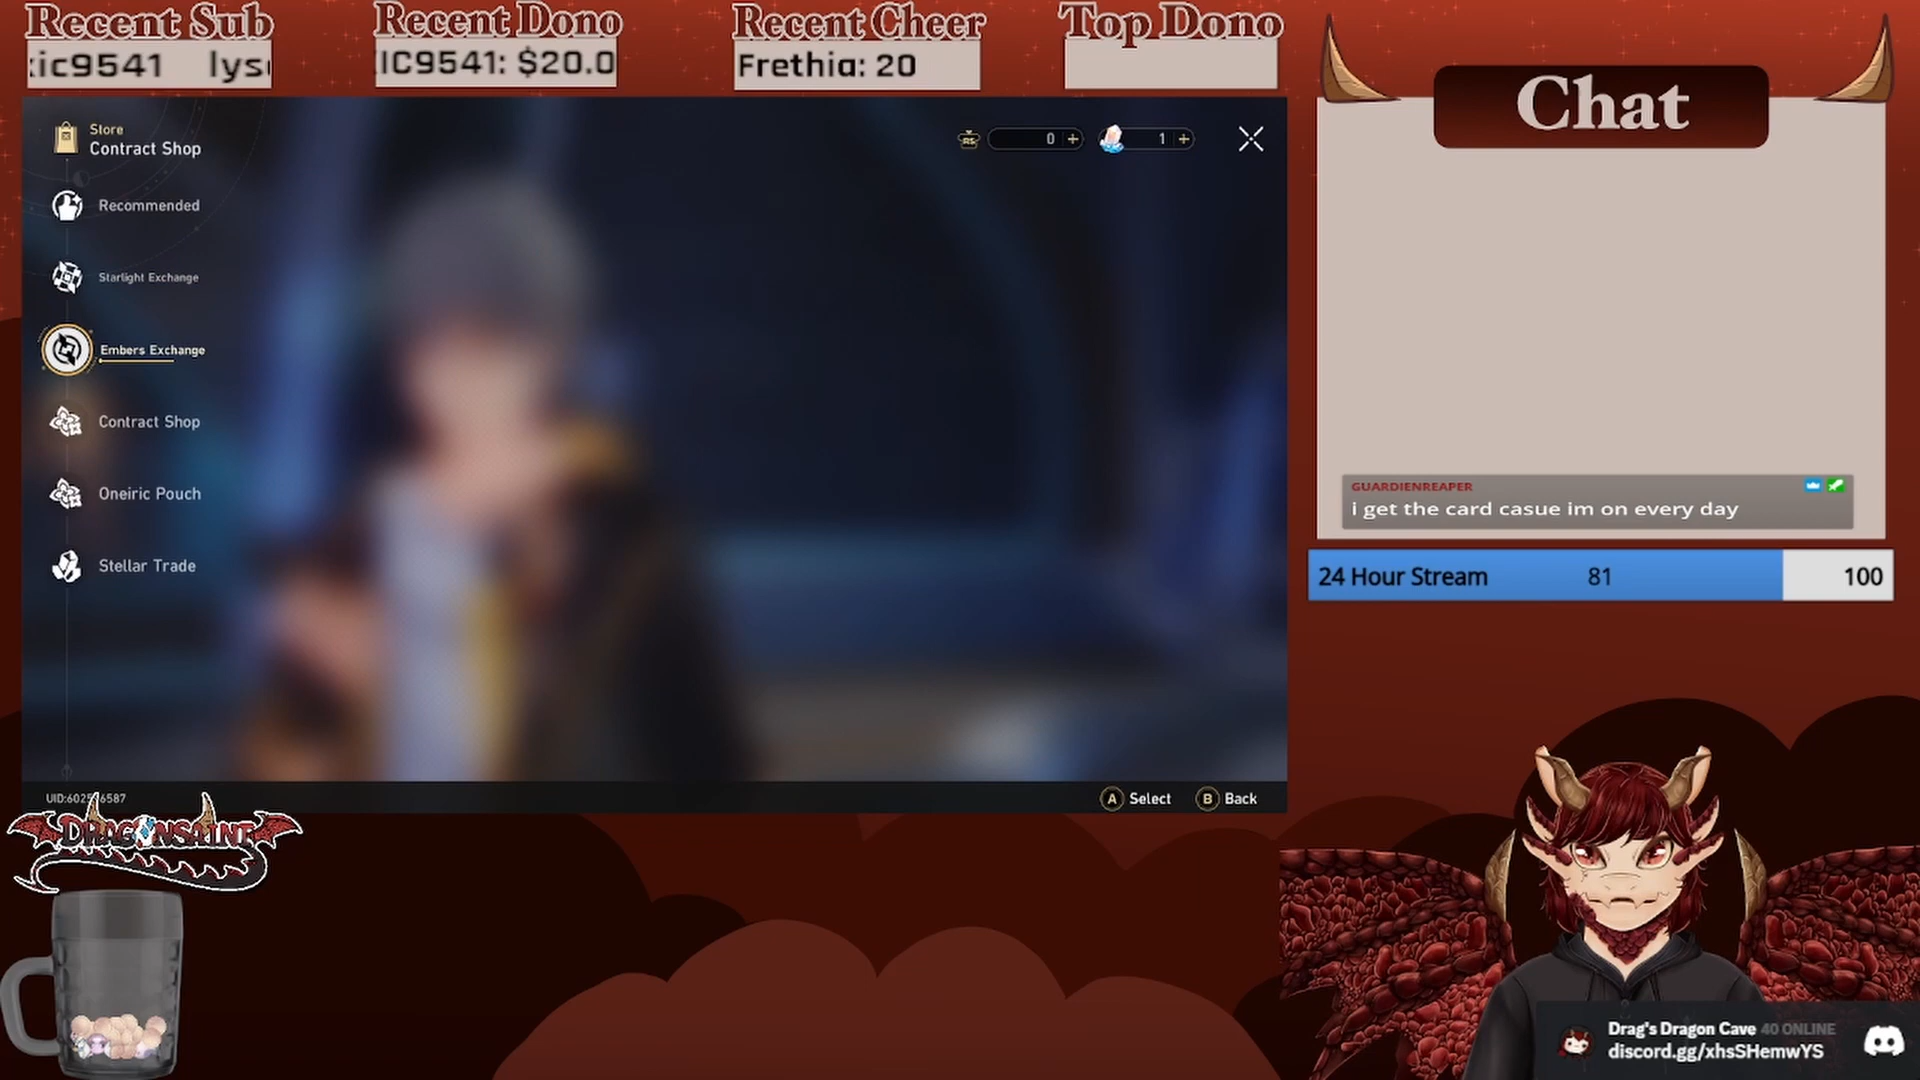 Recent Sub
ic9541 lys
Recent Dono
IC9541: $20.0
Recent Cheer
Frethia: 20
Top Dono
Chat
Store
Contract Shop
RS
0 +
1 +
Recommended
Starlight Exchange
Embers Exchange
Contract Shop
Oneiric Pouch
Stellar Trade
GUARDIENREAPER
i get the card casue im on every day
24 Hour Stream 81 100
A Select B Back
DRAGONSAINT
Drag's Dragon Cave 40 ONLINE
discord.gg/xhsSHemwYS